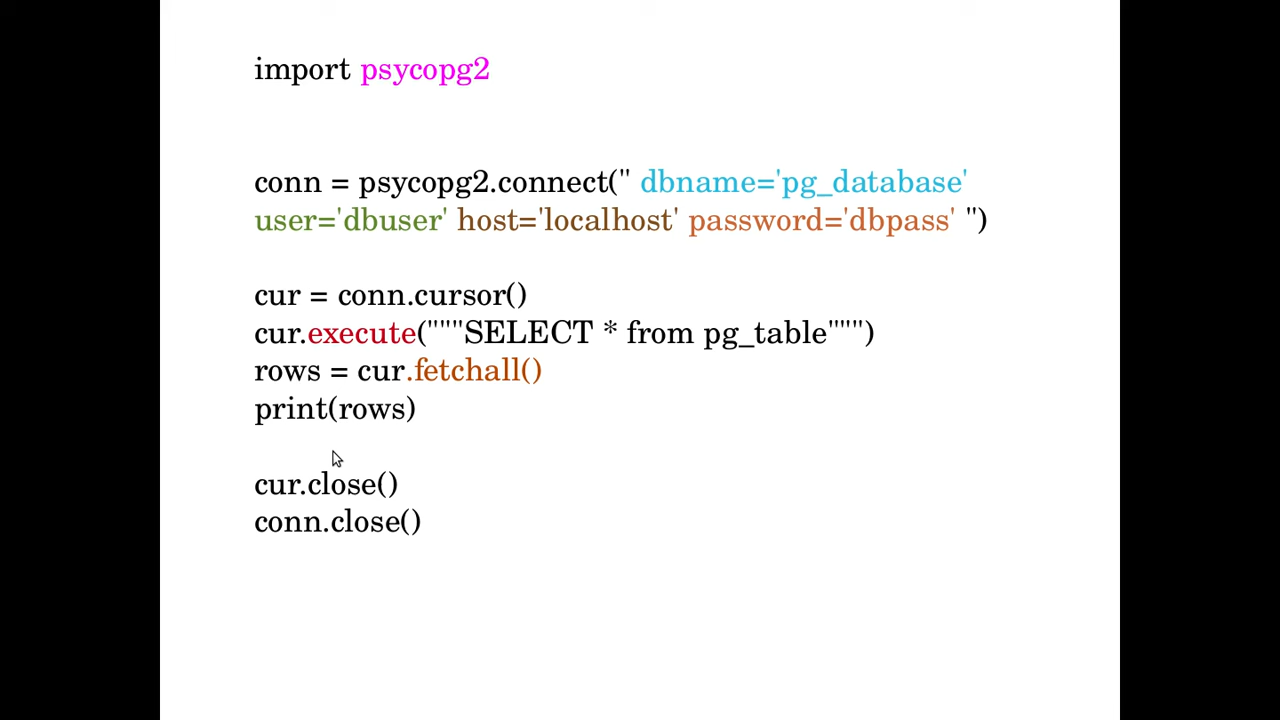 import psycopg2
conn = psycopg2.connect(" dbname='pg_database'
user='dbuser' host='localhost' password='dbpass' ")
cur = conn.cursor()
cur.execute("""SELECT * from pg_table""")
rows = cur.fetchall()
print(rows)
cur.close()
conn.close()